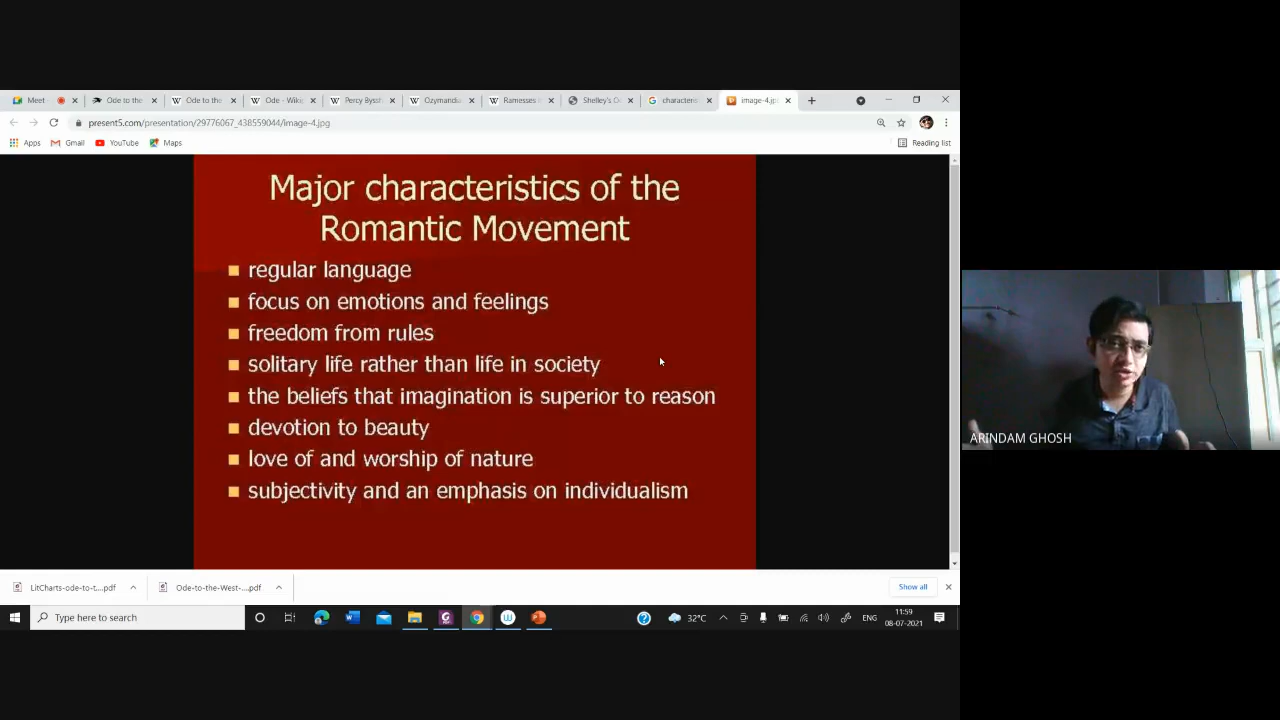 Meet -
Ode to the
Ode to the
Ode - Wiki
Percy Byssh
Ozymandia
Ramesses
Shelley's O
characteris
image-4.jp
present5.com/presentation/29776067_438559044/image-4.jpg
Apps
Gmail
YouTube
Maps
Reading list
Major characteristics of the
Romantic Movement
regular language
focus on emotions and feelings
freedom from rules
solitary life rather than life in society
the beliefs that imagination is superior to reason
devotion to beauty
love of and worship of nature
subjectivity and an emphasis on individualism
ARINDAM GHOSH
LitCharts-ode-to-t....pdf
Ode-to-the-West-...pdf
Show all
Type here to search
32°C
ENG
11:59
08-07-2021